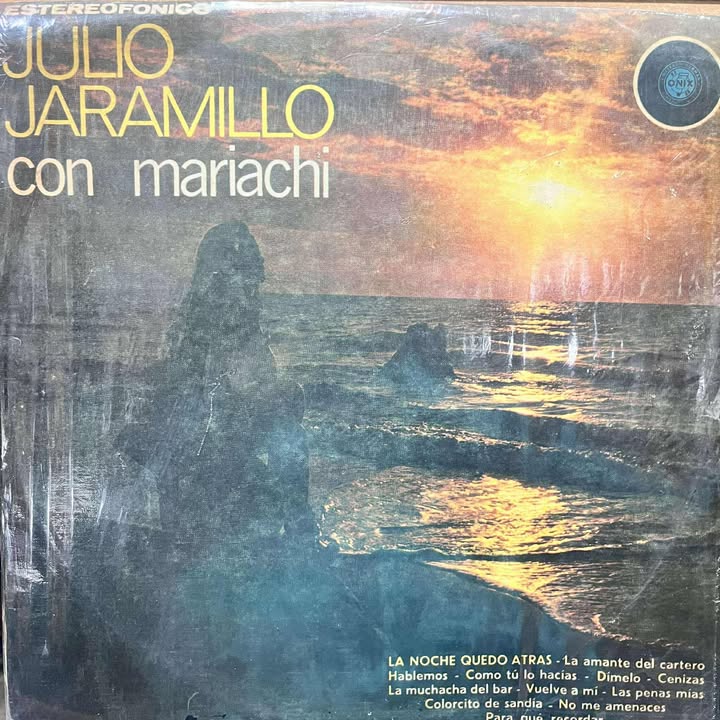 ESTEREOFONICO
JULIO
JARAMILLO
con mariachi
ONIX
LA NOCHE QUEDO ATRAS - La amante del cartero
Hablemos - Como tú lo hacías - Dímelo - Cenizas
La muchacha del bar - Vuelve a mí - Las penas mías
Colorcito de sandía - No me amenaces
Para qué recordar